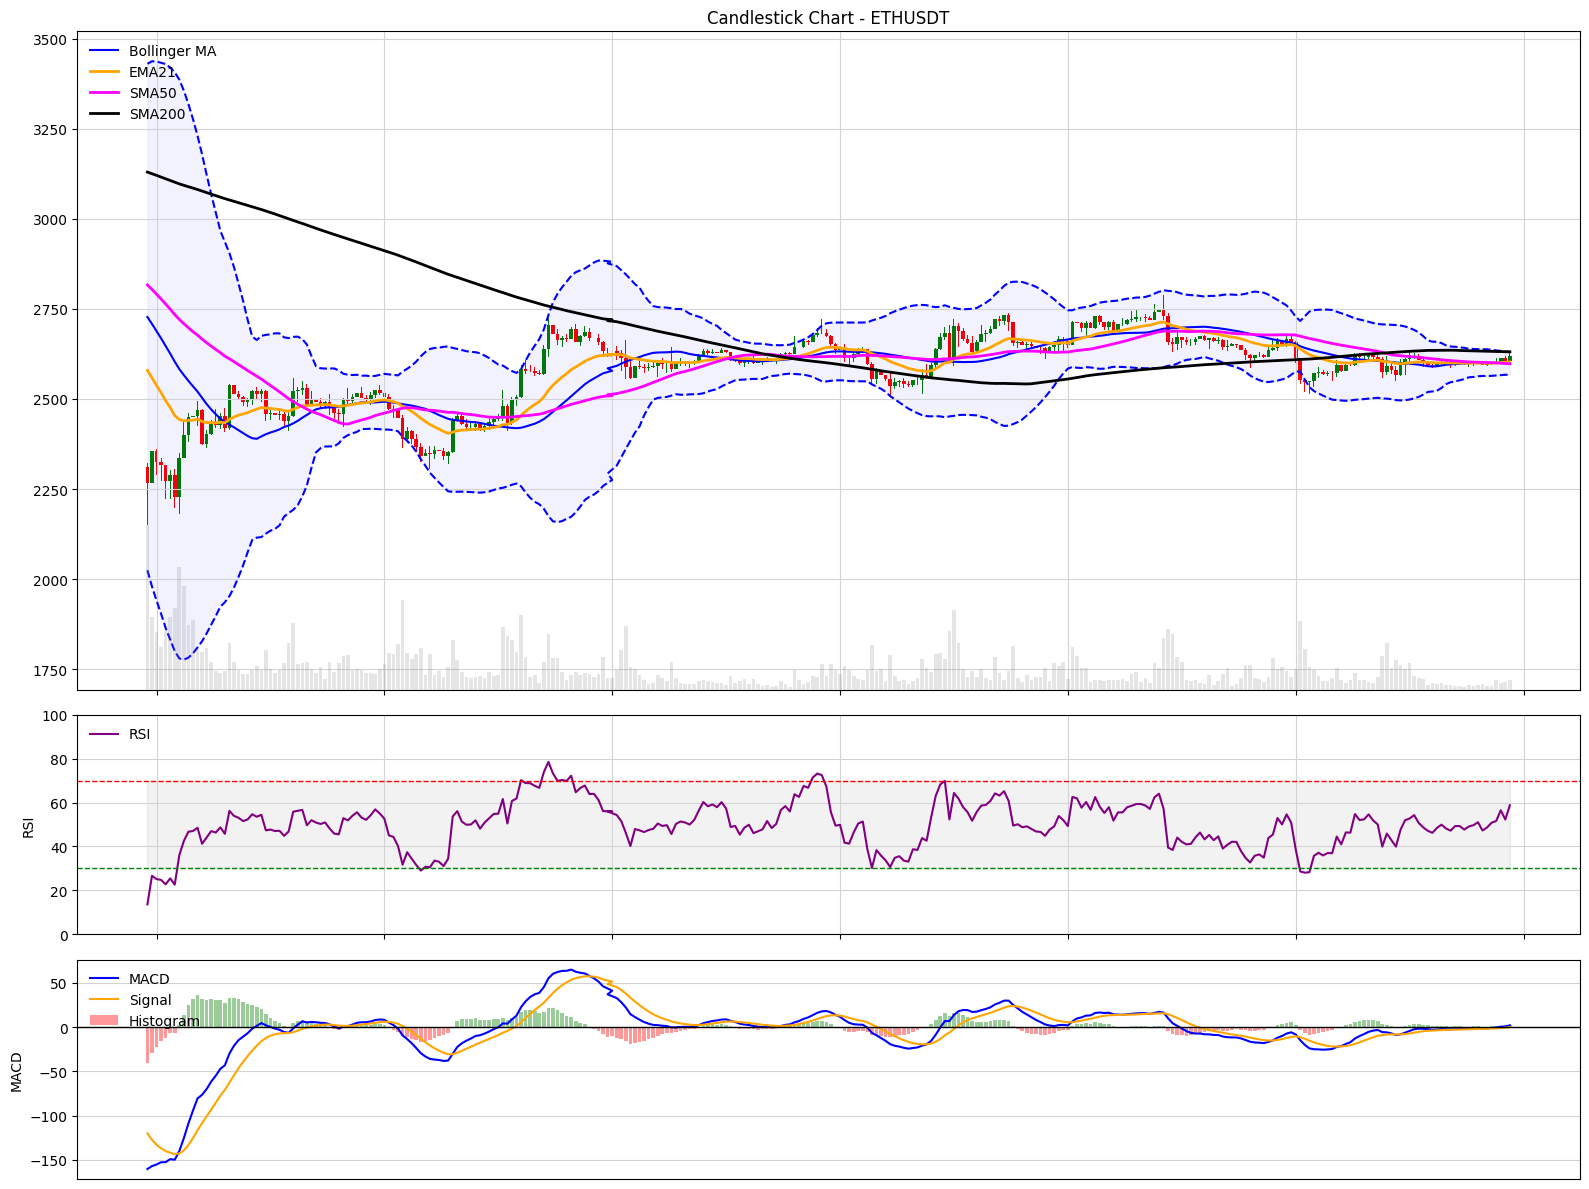 Candlestick Chart - ETHUSDT
Bollinger MA
EMA21
SMA50
SMA200
3500
3250
3000
2750
2500
2250
2000
1750
RSI
RSI
100
80
60
40
20
0
MACD
Signal
Histogram
MACD
50
0
−50
−100
−150